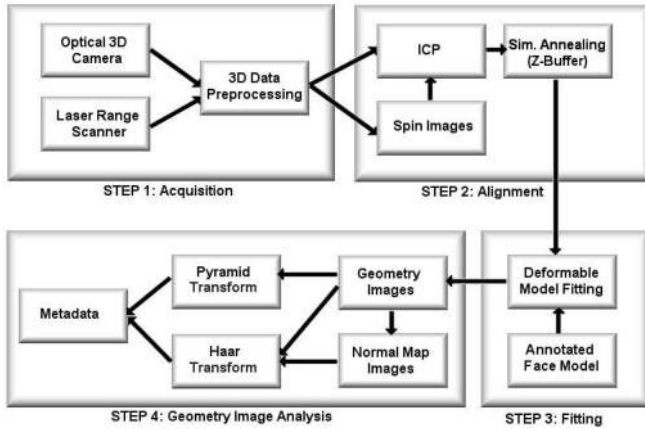 Optical 3D
Camera
Laser Range
Scanner
3D Data
Preprocessing
STEP 1: Acquisition
ICP
Sim. Annealing
(Z-Buffer)
Spin Images
STEP 2: Alignment
Metadata
Pyramid
Transform
Haar
Transform
Geometry
Images
Normal Map
Images
STEP 4: Geometry Image Analysis
Deformable
Model Fitting
Annotated
Face Model
STEP 3: Fitting